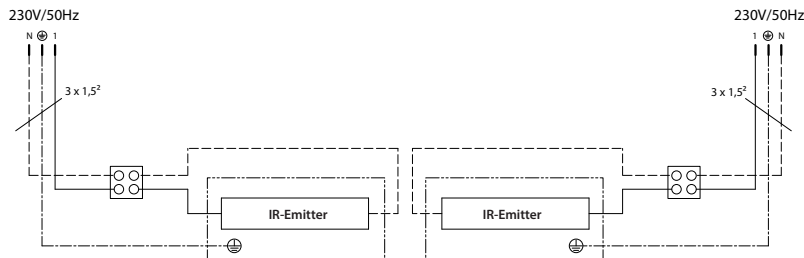 230V/50Hz
230V/50Hz
N 1
1 N
3 x 1,5²
3 x 1,5²
IR-Emitter
IR-Emitter